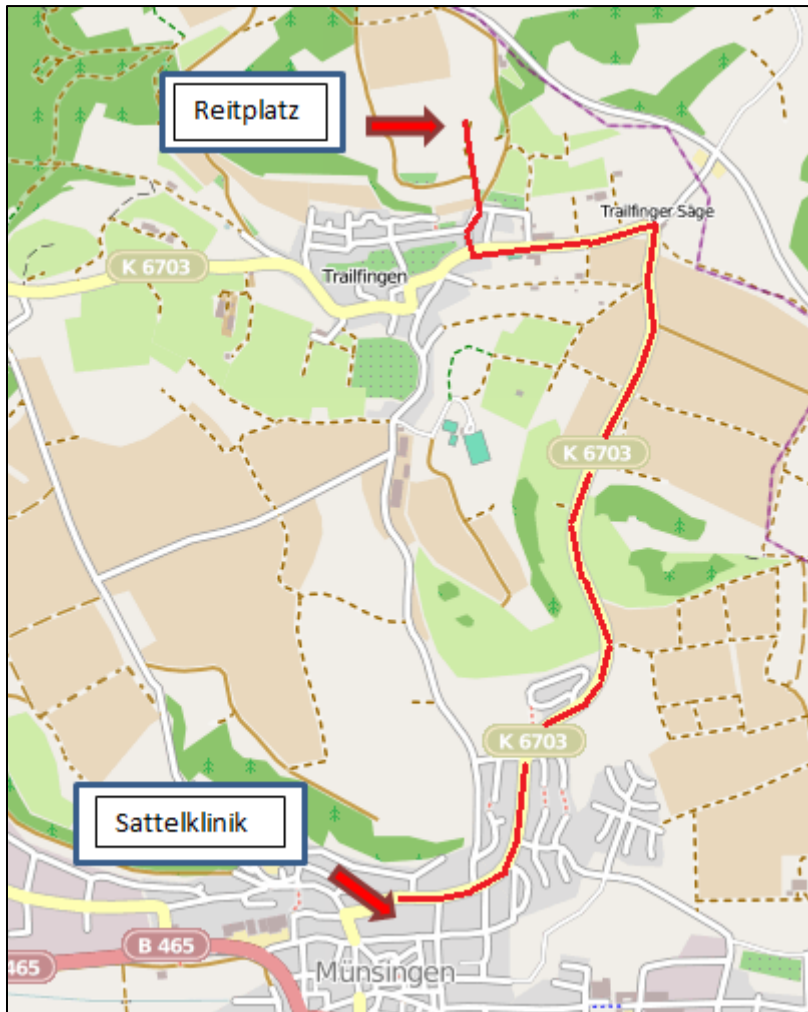 Reitplatz
Trailfinger Säge
K 6703
Trailfingen
K 6703
K 6703
Sattelklinik
B 465
465
Münsingen